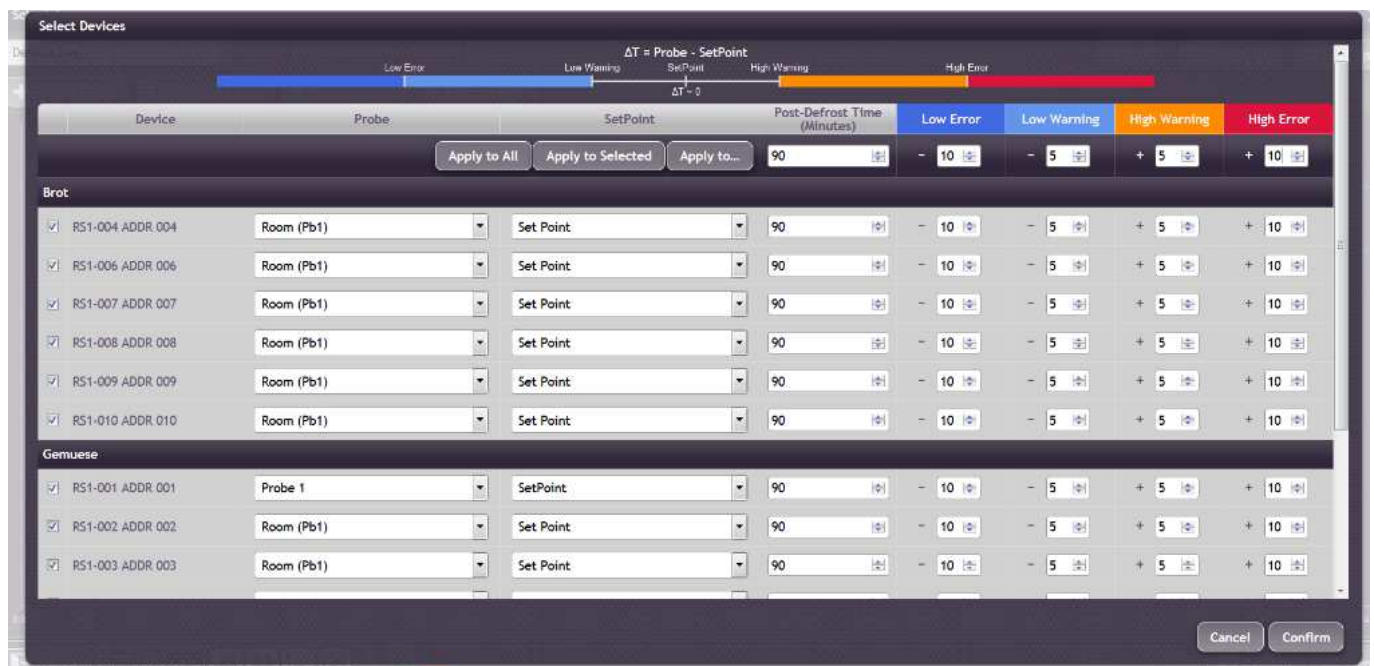 Select Devices
ΔT = Probe - SetPoint
Low Error Low Warning SetPoint High Warning High Error
ΔT ~ 0
Device Probe SetPoint Post-Defrost Time (Minutes) Low Error Low Warning High Warning High Error
Apply to All Apply to Selected Apply to... 90 - 10 - 5 + 5 + 10
Brot
RS1-004 ADDR 004 Room (Pb1) Set Point 90 - 10 - 5 + 5 + 10
RS1-006 ADDR 006 Room (Pb1) Set Point 90 - 10 - 5 + 5 + 10
RS1-007 ADDR 007 Room (Pb1) Set Point 90 - 10 - 5 + 5 + 10
RS1-008 ADDR 008 Room (Pb1) Set Point 90 - 10 - 5 + 5 + 10
RS1-009 ADDR 009 Room (Pb1) Set Point 90 - 10 - 5 + 5 + 10
RS1-010 ADDR 010 Room (Pb1) Set Point 90 - 10 - 5 + 5 + 10
Gemuese
RS1-001 ADDR 001 Probe 1 SetPoint 90 - 10 - 5 + 5 + 10
RS1-002 ADDR 002 Room (Pb1) Set Point 90 - 10 - 5 + 5 + 10
RS1-003 ADDR 003 Room (Pb1) Set Point 90 - 10 - 5 + 5 + 10
Cancel Confirm